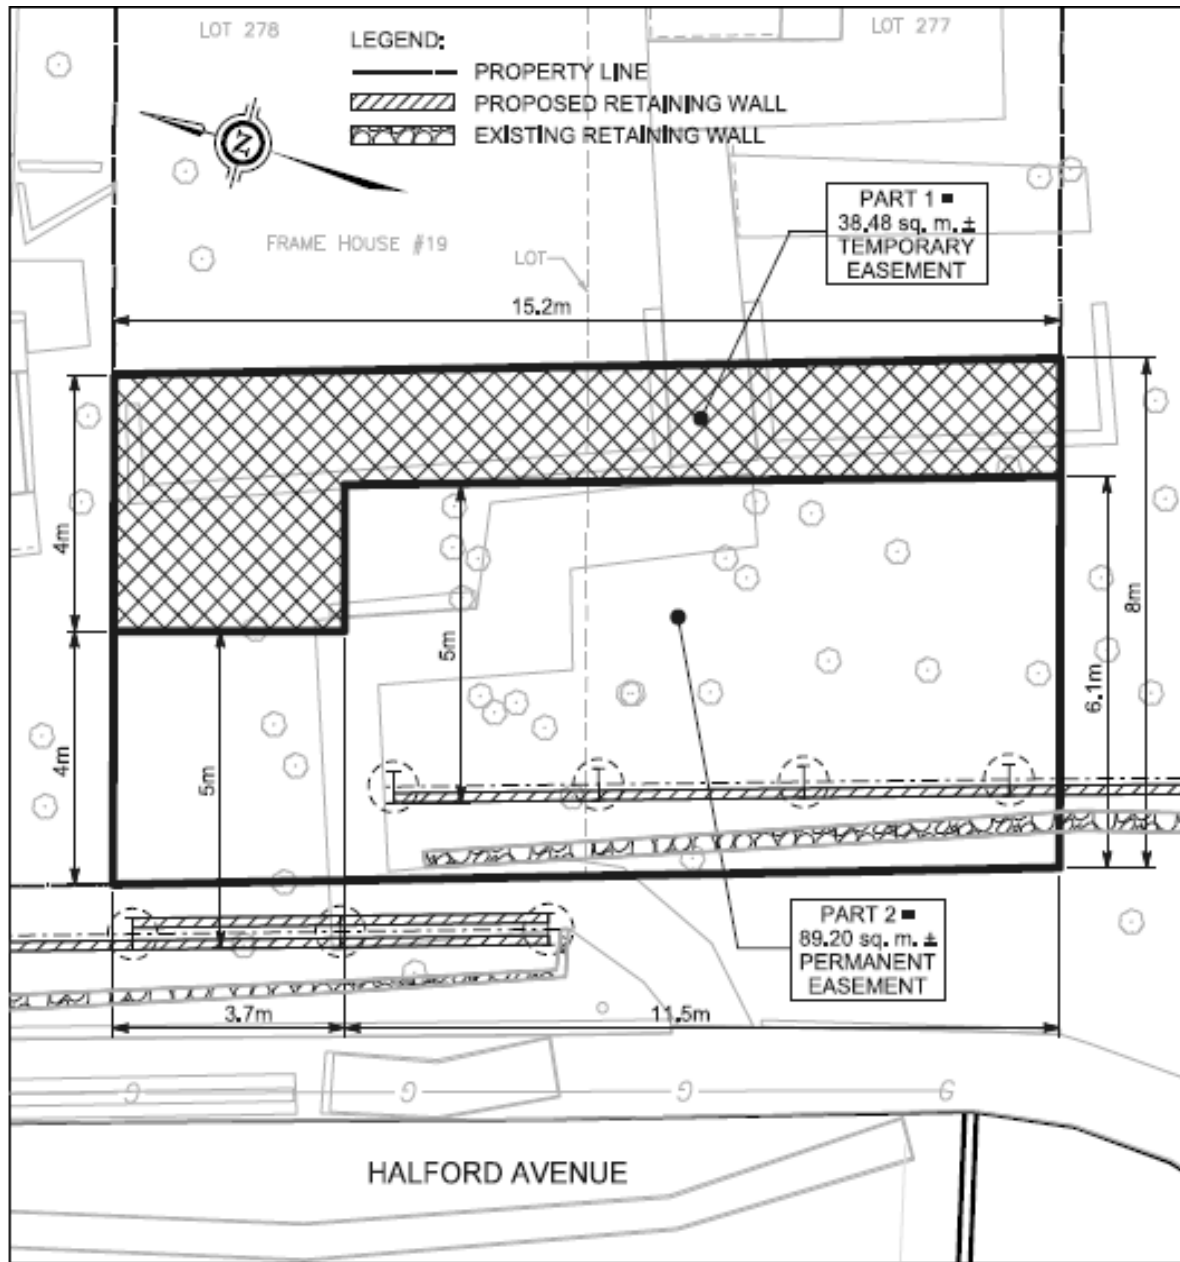 LOT 278
LOT 277
LEGEND:
PROPERTY LINE
PROPOSED RETAINING WALL
EXISTING RETAINING WALL
N
PART 1 =
38.48 sq. m. ±
TEMPORARY
EASEMENT
FRAME HOUSE #19
LOT
15.2m
4m
4m
5m
5m
6.1m
8m
PART 2 =
89.20 sq. m. ±
PERMANENT
EASEMENT
3.7m
11.5m
G
G
G
G
HALFORD AVENUE